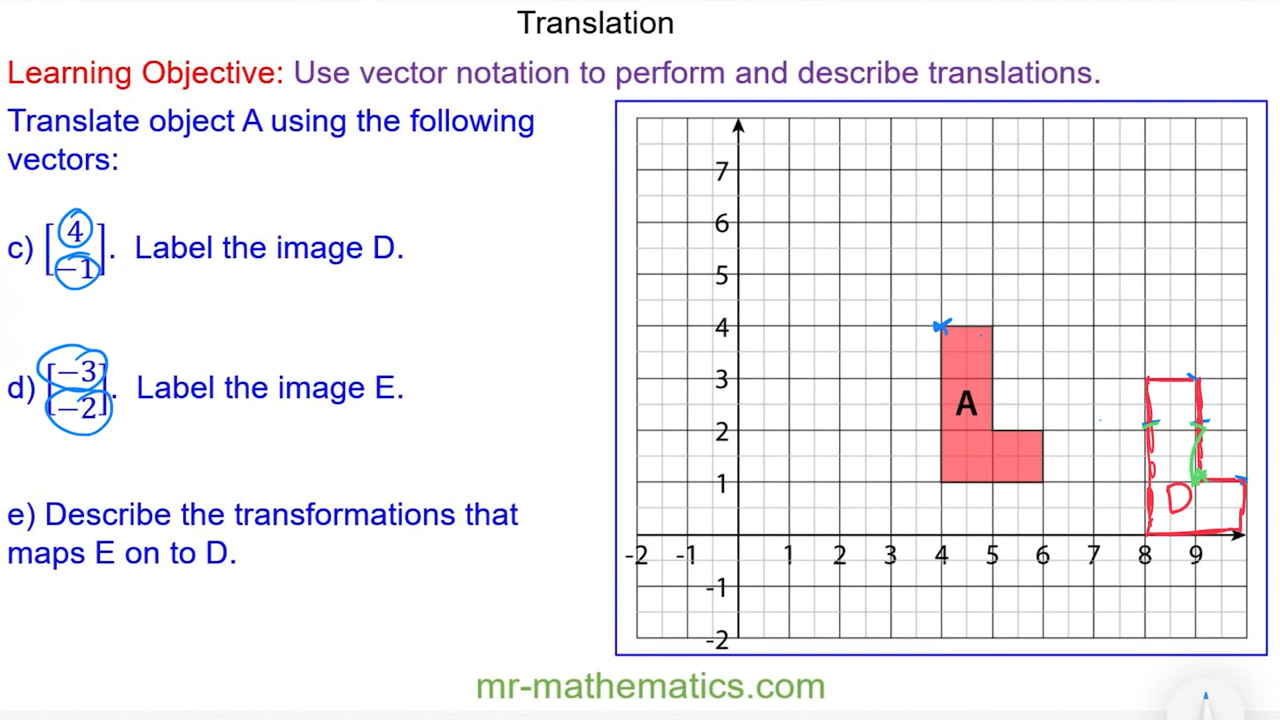 Translation
Learning Objective: Use vector notation to perform and describe translations.
Translate object A using the following
vectors:
c) [4
−1]. Label the image D.
d) [−3
−2]. Label the image E.
e) Describe the transformations that
maps E on to D.
7
6
5
4
3
2
1
-2 -1 1 2 3 4 5 6 7 8 9
-1
-2
A
D
mr-mathematics.com